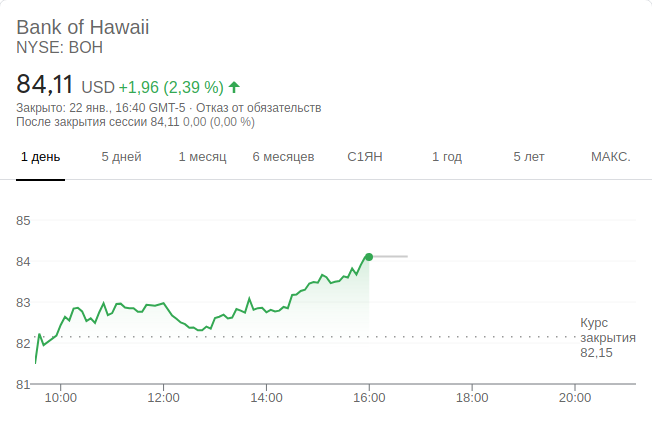 Bank of Hawaii
NYSE: BOH
84,11 USD +1,96 (2,39 %)
Закрыто: 22 янв., 16:40 GMT-5 · Отказ от обязательств
После закрытия сессии 84,11 0,00 (0,00 %)
1 день 5 дней 1 месяц 6 месяцев С1ЯН 1 год 5 лет МАКС.
85
84
83
82
81
Курс
закрытия
82,15
10:00 12:00 14:00 16:00 18:00 20:00